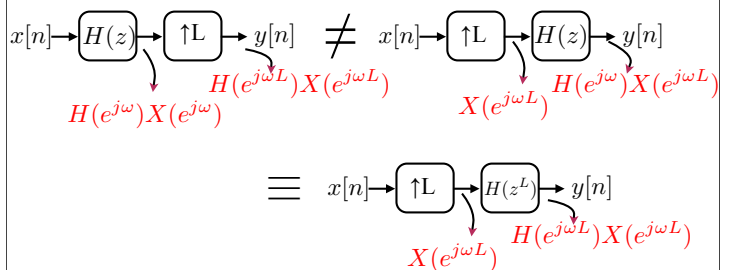 x[n] H(z) ↑L y[n] ≠ x[n] ↑L H(z) y[n]
H(e^{jω})X(e^{jω}) H(e^{jωL})X(e^{jωL}) X(e^{jωL}) H(e^{jω})X(e^{jωL})
≡ x[n] ↑L H(z^L) y[n]
X(e^{jωL}) H(e^{jωL})X(e^{jωL})